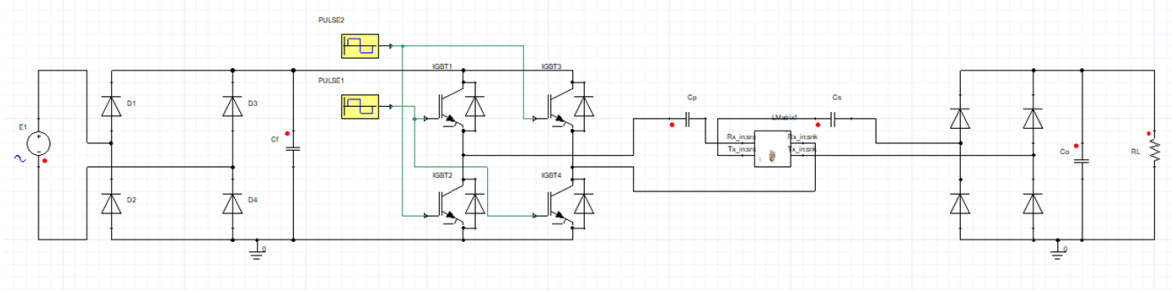 PULSE2
PULSE1
IGBT1
IGBT3
D1
D3
E1
Cf
Cp
Cs
LMatrix1
Rx_in:src
Rx_in:snk
Tx_in:src
Tx_in:snk
Co
RL
IGBT2
IGBT4
D2
D4
0
0